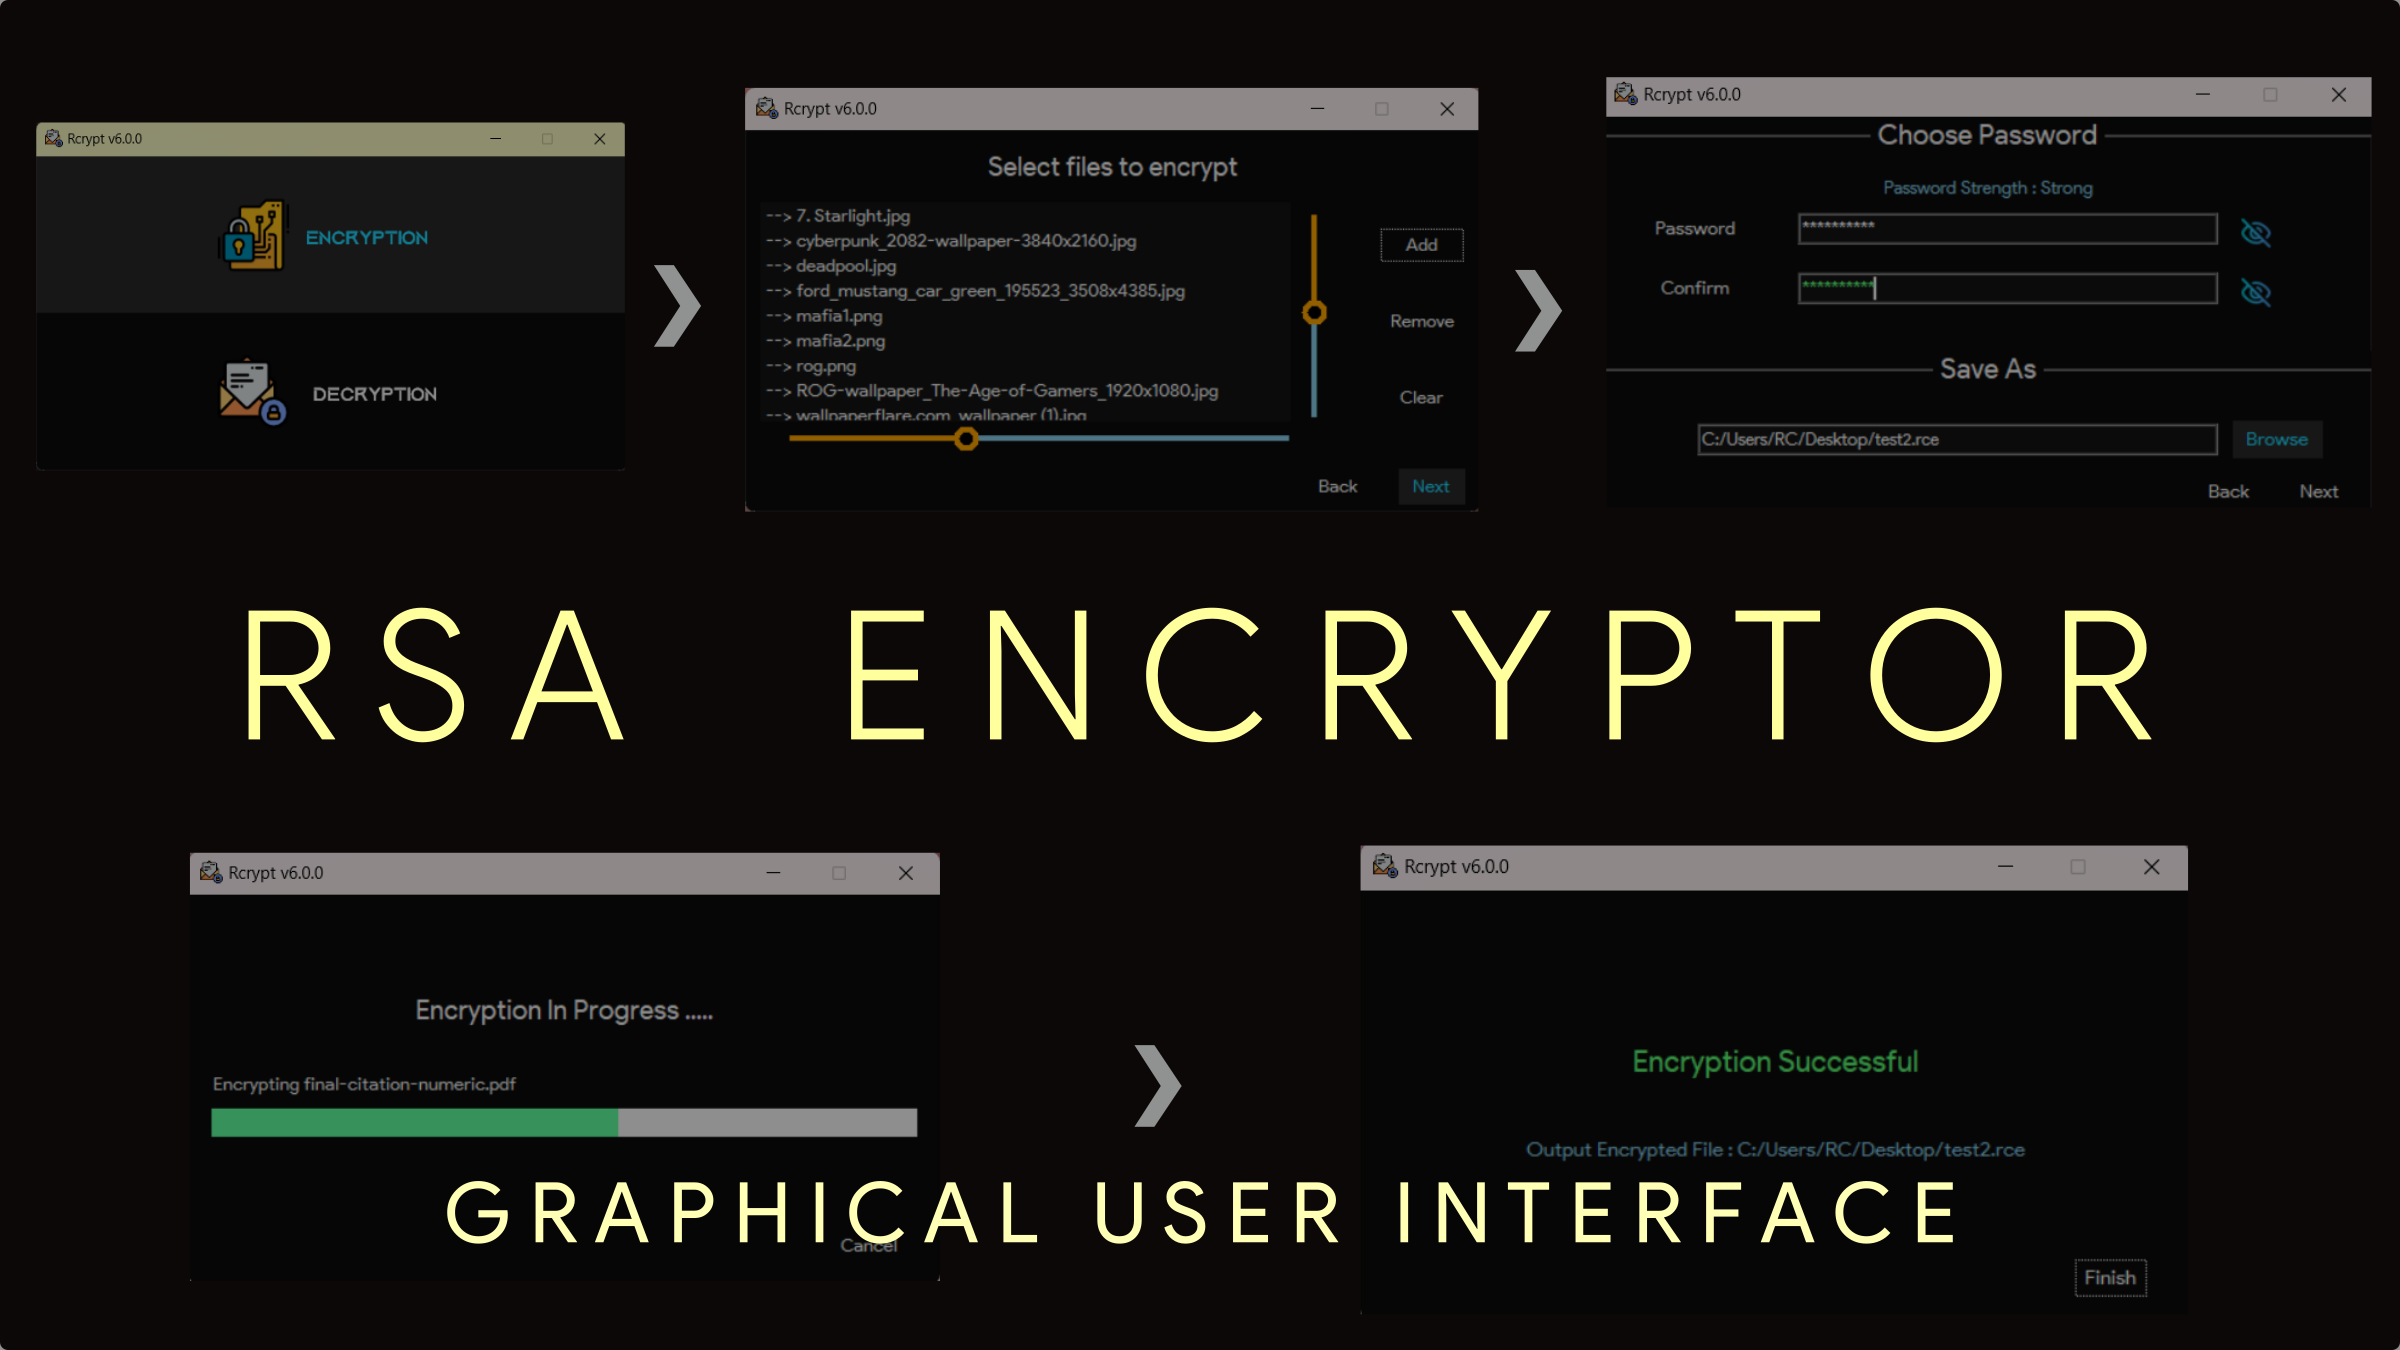 Rcrypt v6.0.0
ENCRYPTION
DECRYPTION
Rcrypt v6.0.0
Select files to encrypt
--> 7. Starlight.jpg
--> cyberpunk_2082-wallpaper-3840x2160.jpg
--> deadpool.jpg
--> ford_mustang_car_green_195523_3508x4385.jpg
--> mafia1.png
--> mafia2.png
--> rog.png
--> ROG-wallpaper_The-Age-of-Gamers_1920x1080.jpg
--> wallpaperflare.com_wallpaper (1).jpg
Add
Remove
Clear
Back Next
Rcrypt v6.0.0
Choose Password
Password Strength : Strong
Password **********
Confirm **********
Save As
C:/Users/RC/Desktop/test2.rce Browse
Back Next
RSA ENCRYPTOR
Rcrypt v6.0.0
Encryption In Progress .....
Encrypting final-citation-numeric.pdf
Cancel
Rcrypt v6.0.0
Encryption Successful
Output Encrypted File : C:/Users/RC/Desktop/test2.rce
GRAPHICAL USER INTERFACE
Finish